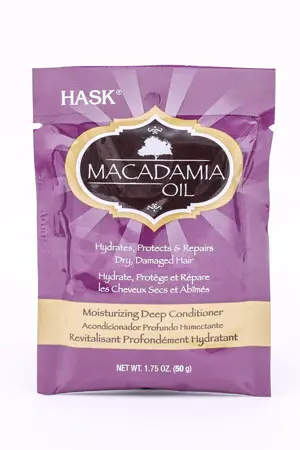 HASK®
MACADAMIA
OIL
Hydrates, Protects & Repairs
Dry, Damaged Hair
Hydrate, Protège et Répare
les Cheveux Secs et Abîmés
Moisturizing Deep Conditioner
Acondicionador Profundo Humectante
Revitalisant Profondément Hydratant
NET WT. 1.75 OZ. (50 g)